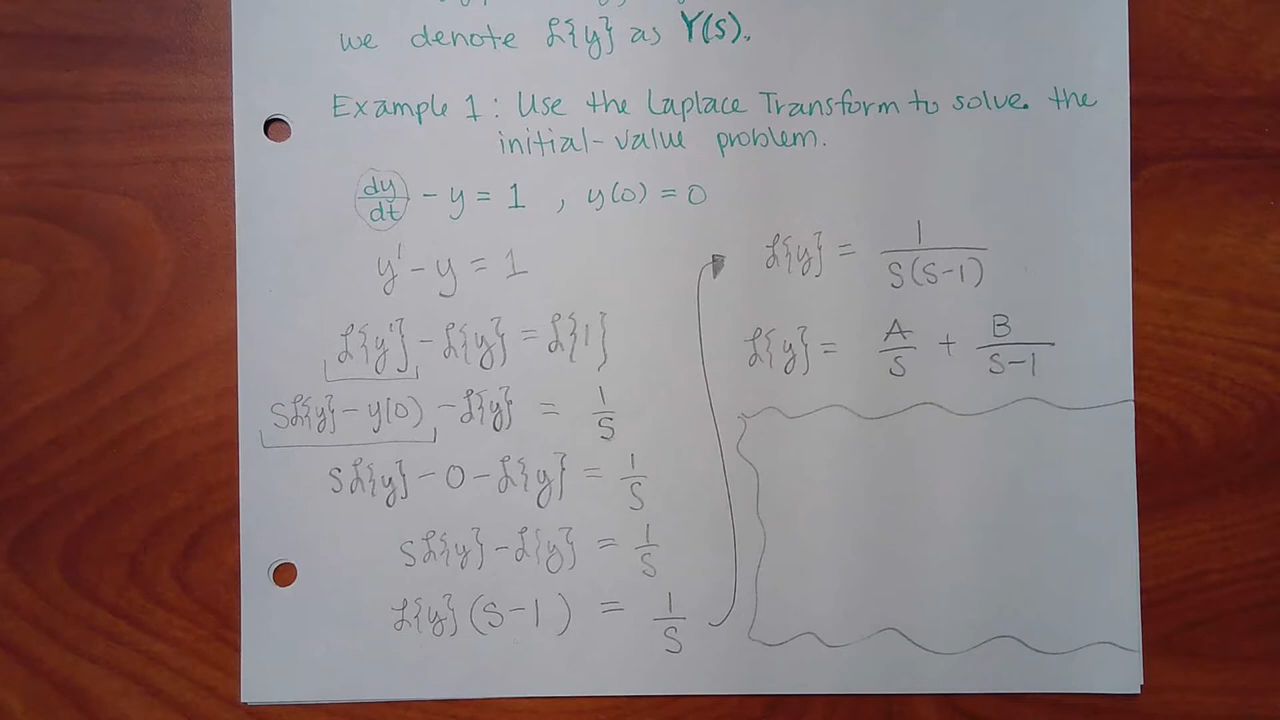 we denote ℒ{y} as Y(s).
Example 1: Use the Laplace Transform to solve the
initial-value problem.
dy/dt - y = 1 , y(0) = 0
y' - y = 1
ℒ{y'} - ℒ{y} = ℒ{1}
sℒ{y} - y(0) - ℒ{y} = 1/s
sℒ{y} - 0 - ℒ{y} = 1/s
sℒ{y} - ℒ{y} = 1/s
ℒ{y}(s-1) = 1/s
ℒ{y} = 1/s(s-1)
ℒ{y} = A/s + B/s-1